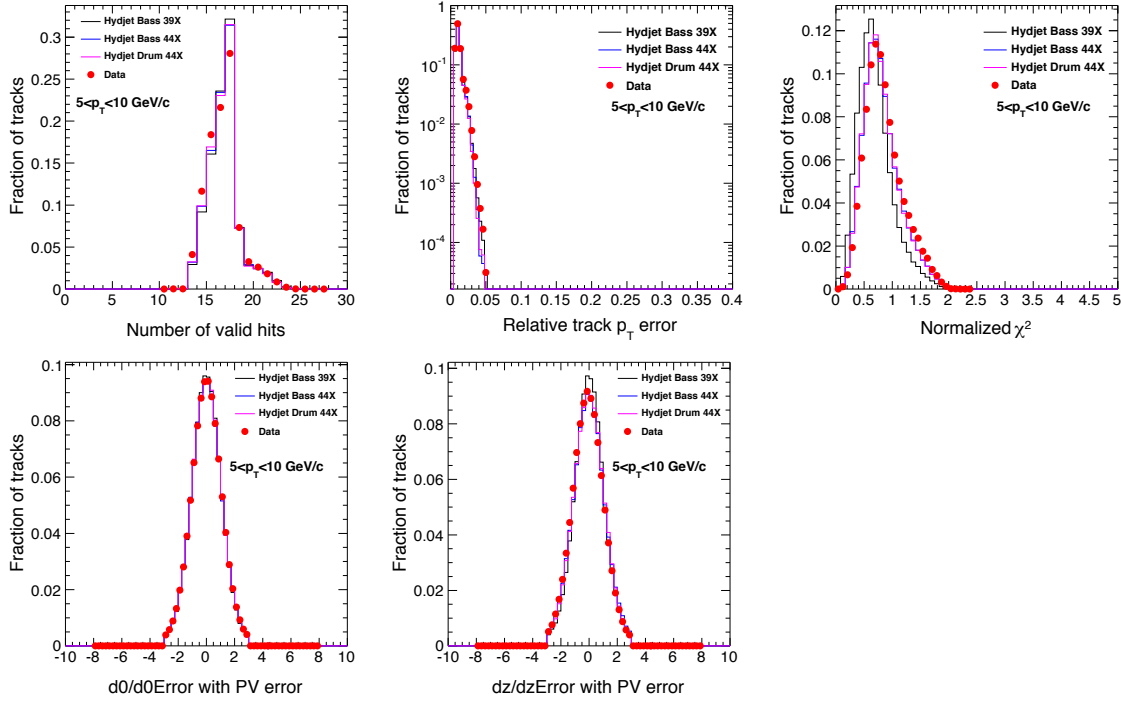 Fraction of tracks
0.3
0.25
0.2
0.15
0.1
0.05
0
0 5 10 15 20 25 30
Number of valid hits
Hydjet Bass 39X
Hydjet Bass 44X
Hydjet Drum 44X
Data
5<p_T<10 GeV/c
Fraction of tracks
1
10^-1
10^-2
10^-3
10^-4
0 0.05 0.1 0.15 0.2 0.25 0.3 0.35 0.4
Relative track p_T error
Hydjet Bass 39X
Hydjet Bass 44X
Hydjet Drum 44X
Data
5<p_T<10 GeV/c
Fraction of tracks
0.12
0.1
0.08
0.06
0.04
0.02
0
0 0.5 1 1.5 2 2.5 3 3.5 4 4.5 5
Normalized χ²
Hydjet Bass 39X
Hydjet Bass 44X
Hydjet Drum 44X
Data
5<p_T<10 GeV/c
Fraction of tracks
0.1
0.08
0.06
0.04
0.02
0
-10 -8 -6 -4 -2 0 2 4 6 8 10
d0/d0Error with PV error
Hydjet Bass 39X
Hydjet Bass 44X
Hydjet Drum 44X
Data
5<p_T<10 GeV/c
Fraction of tracks
0.1
0.08
0.06
0.04
0.02
0
-10 -8 -6 -4 -2 0 2 4 6 8 10
dz/dzError with PV error
Hydjet Bass 39X
Hydjet Bass 44X
Hydjet Drum 44X
Data
5<p_T<10 GeV/c